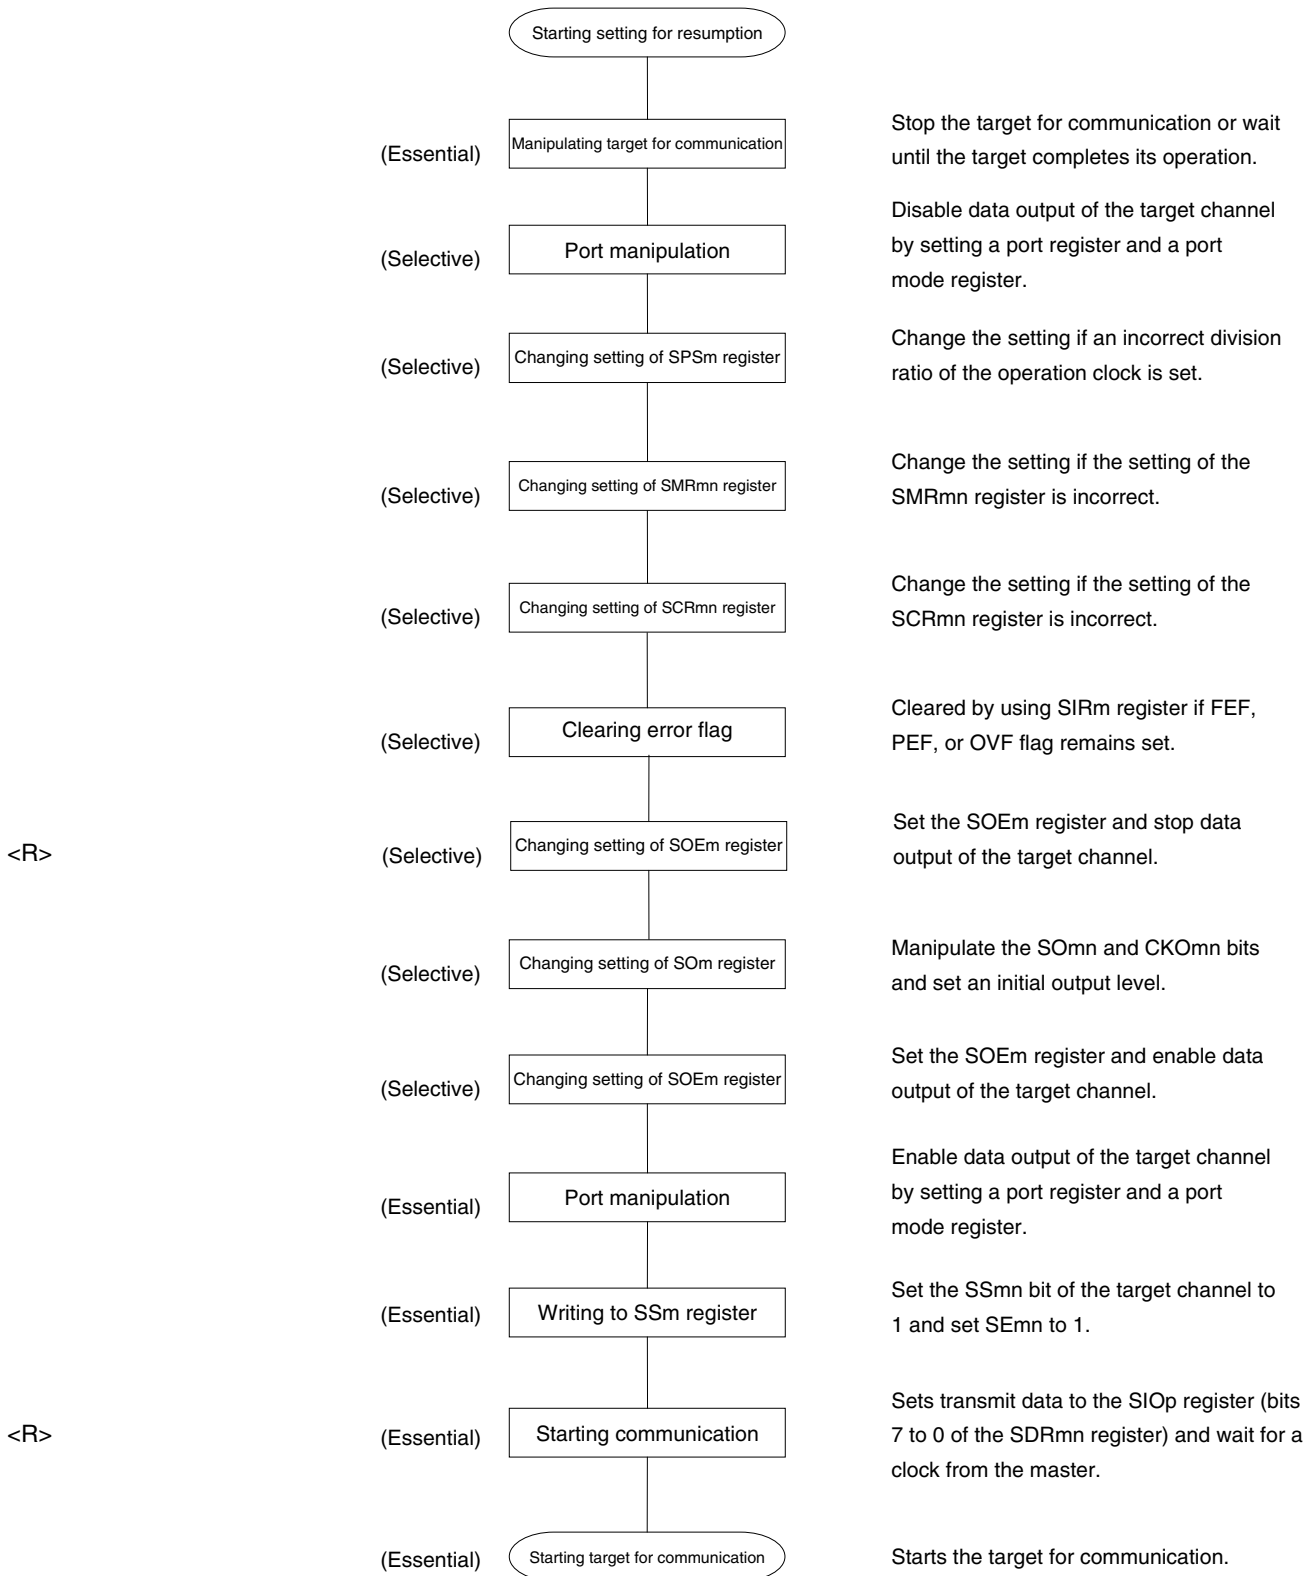 Starting setting for resumption
(Essential)
Manipulating target for communication
Stop the target for communication or wait
until the target completes its operation.
(Selective)
Port manipulation
Disable data output of the target channel
by setting a port register and a port
mode register.
(Selective)
Changing setting of SPSm register
Change the setting if an incorrect division
ratio of the operation clock is set.
(Selective)
Changing setting of SMRmn register
Change the setting if the setting of the
SMRmn register is incorrect.
(Selective)
Changing setting of SCRmn register
Change the setting if the setting of the
SCRmn register is incorrect.
(Selective)
Clearing error flag
Cleared by using SIRm register if FEF,
PEF, or OVF flag remains set.
<R>
(Selective)
Changing setting of SOEm register
Set the SOEm register and stop data
output of the target channel.
(Selective)
Changing setting of SOm register
Manipulate the SOmn and CKOmn bits
and set an initial output level.
(Selective)
Changing setting of SOEm register
Set the SOEm register and enable data
output of the target channel.
(Essential)
Port manipulation
Enable data output of the target channel
by setting a port register and a port
mode register.
(Essential)
Writing to SSm register
Set the SSmn bit of the target channel to
1 and set SEmn to 1.
<R>
(Essential)
Starting communication
Sets transmit data to the SIOp register (bits
7 to 0 of the SDRmn register) and wait for a
clock from the master.
(Essential)
Starting target for communication
Starts the target for communication.